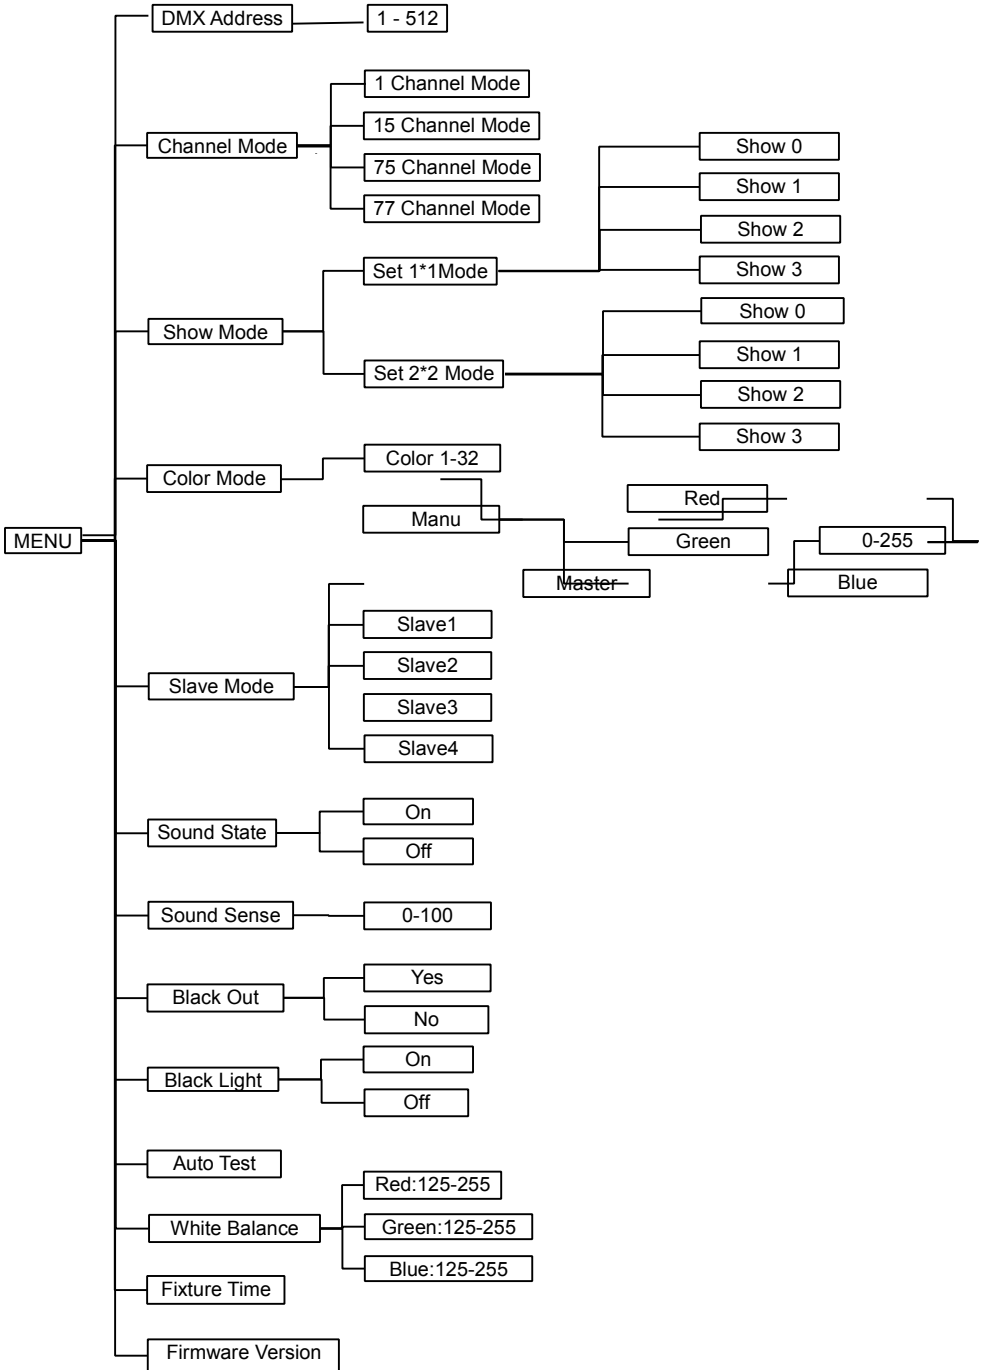 MENU
DMX Address
1 - 512
Channel Mode
1 Channel Mode
15 Channel Mode
75 Channel Mode
77 Channel Mode
Show Mode
Set 1*1Mode
Show 0
Show 1
Show 2
Show 3
Set 2*2 Mode
Show 0
Show 1
Show 2
Show 3
Color Mode
Color 1-32
Manu
Red
Green
Blue
0-255
Slave Mode
Master
Slave1
Slave2
Slave3
Slave4
Sound State
On
Off
Sound Sense
0-100
Black Out
Yes
No
Black Light
On
Off
Auto Test
White Balance
Red:125-255
Green:125-255
Blue:125-255
Fixture Time
Firmware Version